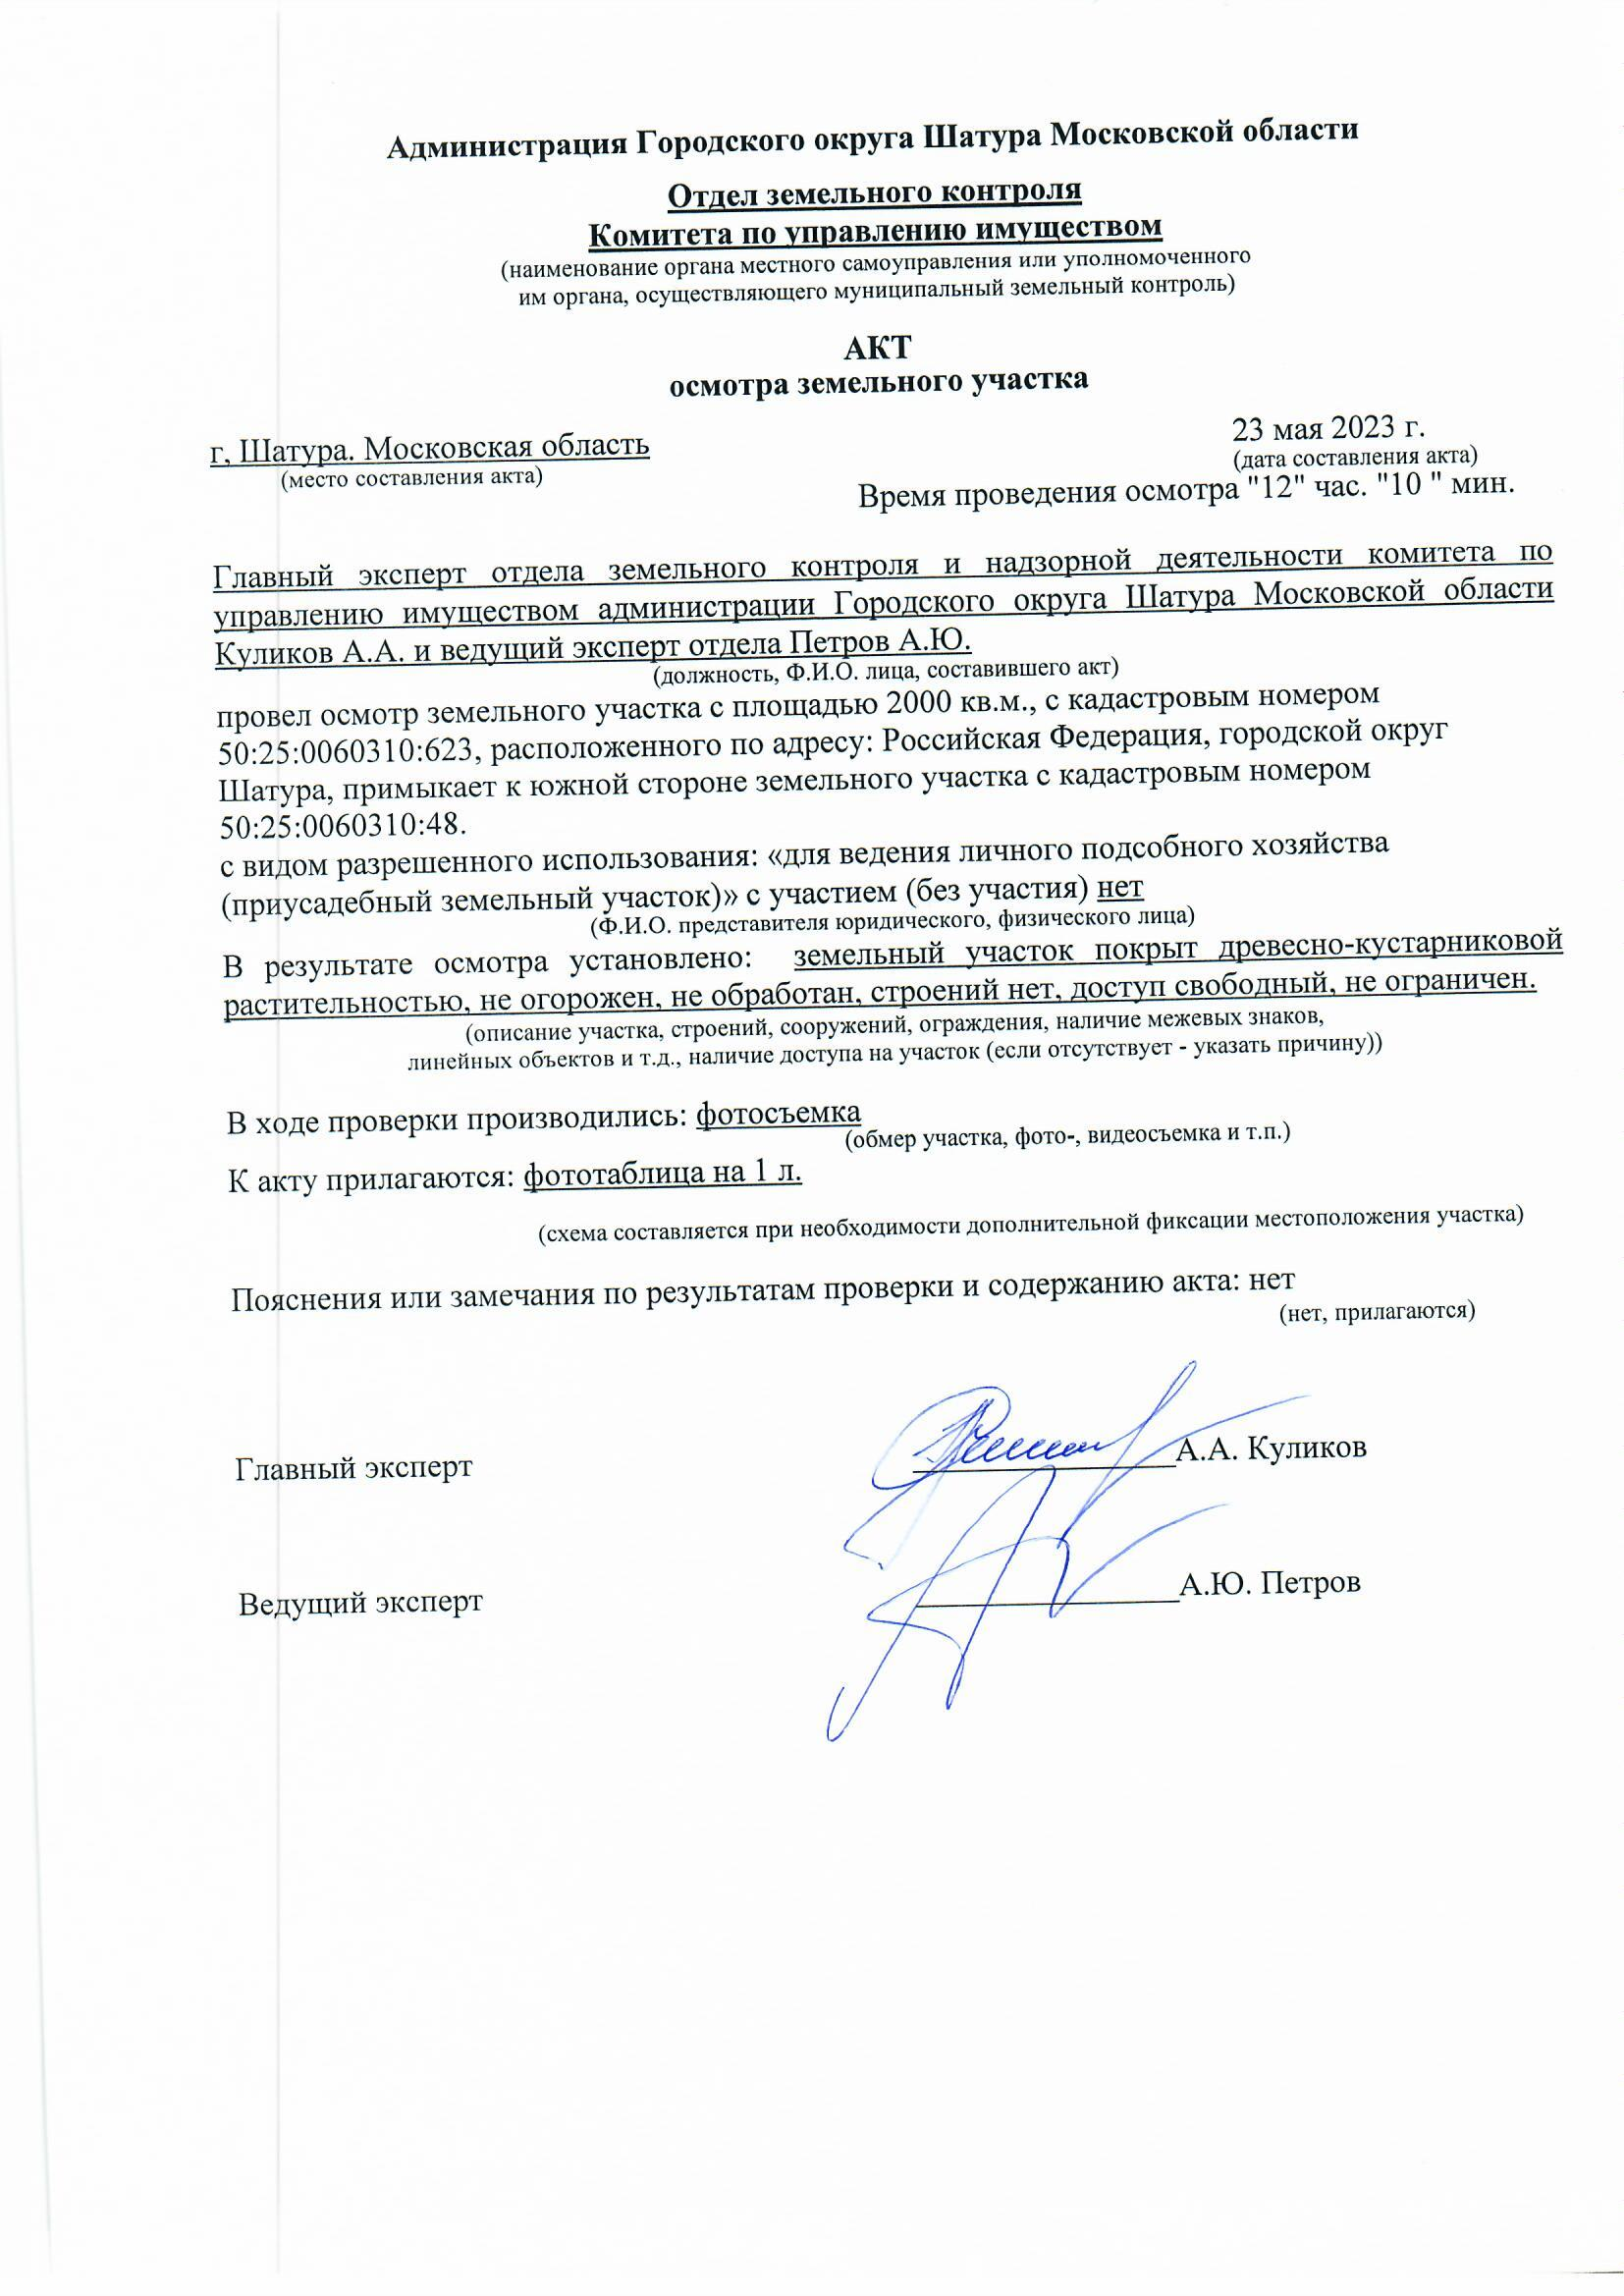 Администрация Городского округа Шатура Московской области
Отдел земельного контроля
Комитета по управлению имуществом
(наименование органа местного самоуправления или уполномоченного
им органа, осуществляющего муниципальный земельный контроль)
АКТ
осмотра земельного участка
г, Шатура. Московская область
(место составления акта)
23 мая 2023 г.
(дата составления акта)
Время проведения осмотра "12" час. "10 " мин.
Главный эксперт отдела земельного контроля и надзорной деятельности комитета по
управлению имуществом администрации Городского округа Шатура Московской области
Куликов А.А. и ведущий эксперт отдела Петров А.Ю.
(должность, Ф.И.О. лица, составившего акт)
провел осмотр земельного участка с площадью 2000 кв.м., с кадастровым номером
50:25:0060310:623, расположенного по адресу: Российская Федерация, городской округ
Шатура, примыкает к южной стороне земельного участка с кадастровым номером
50:25:0060310:48.
с видом разрешенного использования: «для ведения личного подсобного хозяйства
(приусадебный земельный участок)» с участием (без участия) нет
(Ф.И.О. представителя юридического, физического лица)
В результате осмотра установлено: земельный участок покрыт древесно-кустарниковой
растительностью, не огорожен, не обработан, строений нет, доступ свободный, не ограничен.
(описание участка, строений, сооружений, ограждения, наличие межевых знаков,
линейных объектов и т.д., наличие доступа на участок (если отсутствует - указать причину))
В ходе проверки производились: фотосъемка
(обмер участка, фото-, видеосъемка и т.п.)
К акту прилагаются: фототаблица на 1 л.
(схема составляется при необходимости дополнительной фиксации местоположения участка)
Пояснения или замечания по результатам проверки и содержанию акта: нет
(нет, прилагаются)
Главный эксперт А.А. Куликов
Ведущий эксперт А.Ю. Петров